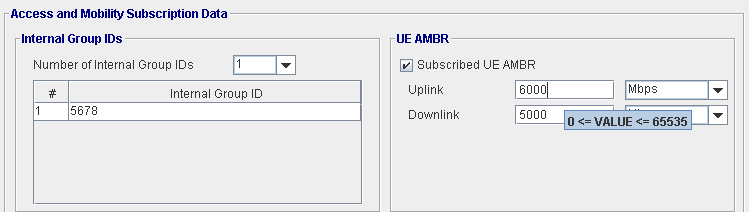 Access and Mobility Subscription Data
Internal Group IDs
Number of Internal Group IDs 1
# Internal Group ID
1 5678
UE AMBR
Subscribed UE AMBR
Uplink 6000 Mbps
Downlink 5000
0 <= VALUE <= 65535